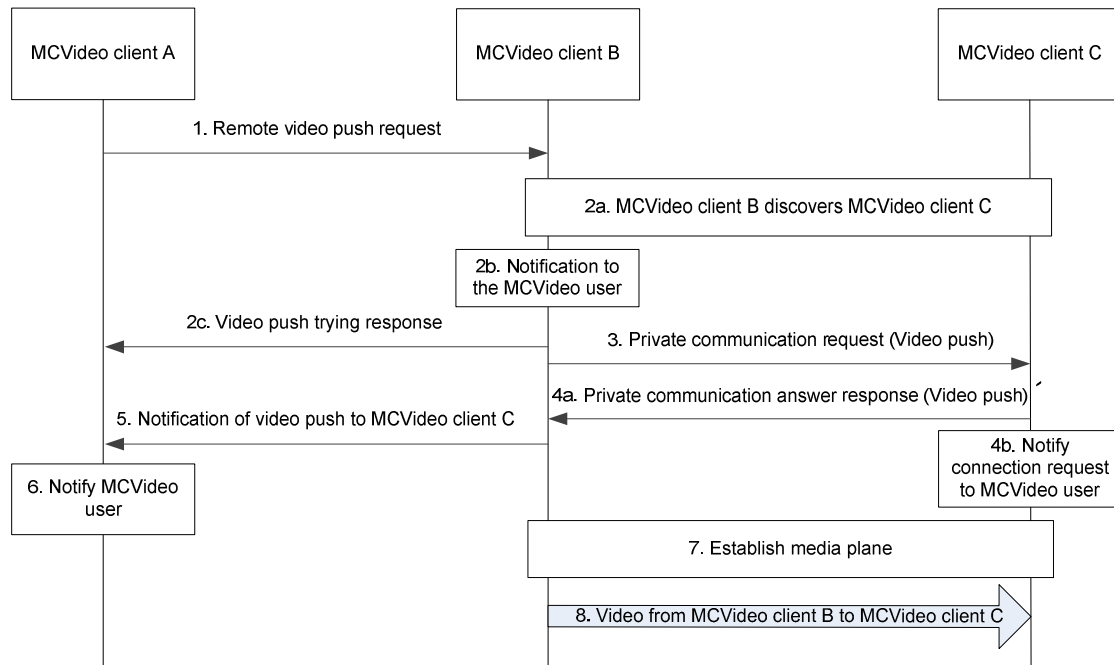 MCVideo client A
MCVideo client B
MCVideo client C
1. Remote video push request
2a. MCVideo client B discovers MCVideo client C
2b. Notification to
the MCVideo user
2c. Video push trying response
3. Private communication request (Video push)
4a. Private communication answer response (Video push)
5. Notification of video push to MCVideo client C
4b. Notify
connection request
to MCVideo user
6. Notify MCVideo
user
7. Establish media plane
8. Video from MCVideo client B to MCVideo client C